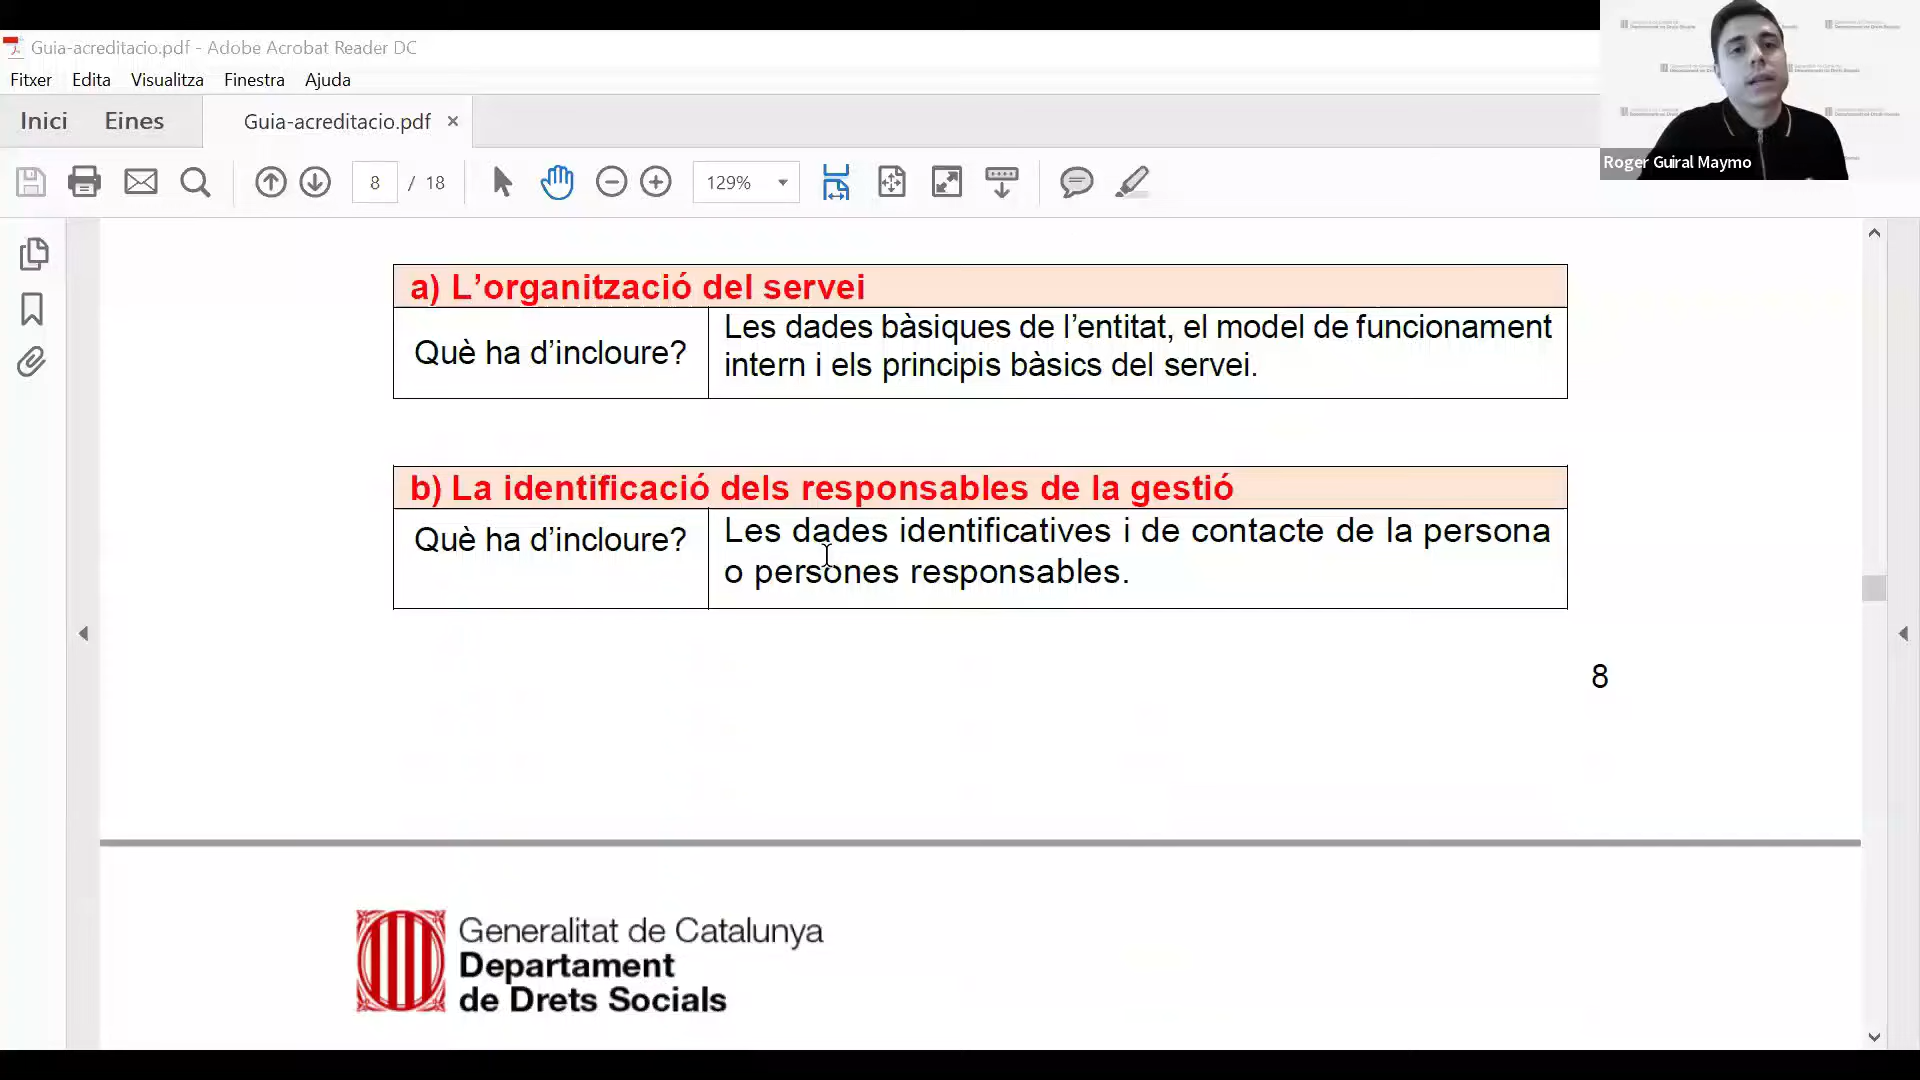 Guia-acreditacio.pdf - Adobe Acrobat Reader DC
Fitxer Edita Visualitza Finestra Ajuda
Inici Eines Guia-acreditacio.pdf ×
8 / 18 129%
Roger Guiral Maymo
a) L’organització del servei
Què ha d’incloure?
Les dades bàsiques de l’entitat, el model de funcionament
intern i els principis bàsics del servei.
b) La identificació dels responsables de la gestió
Què ha d’incloure?
Les dades identificatives i de contacte de la persona
o persones responsables.
8
Generalitat de Catalunya
Departament
de Drets Socials